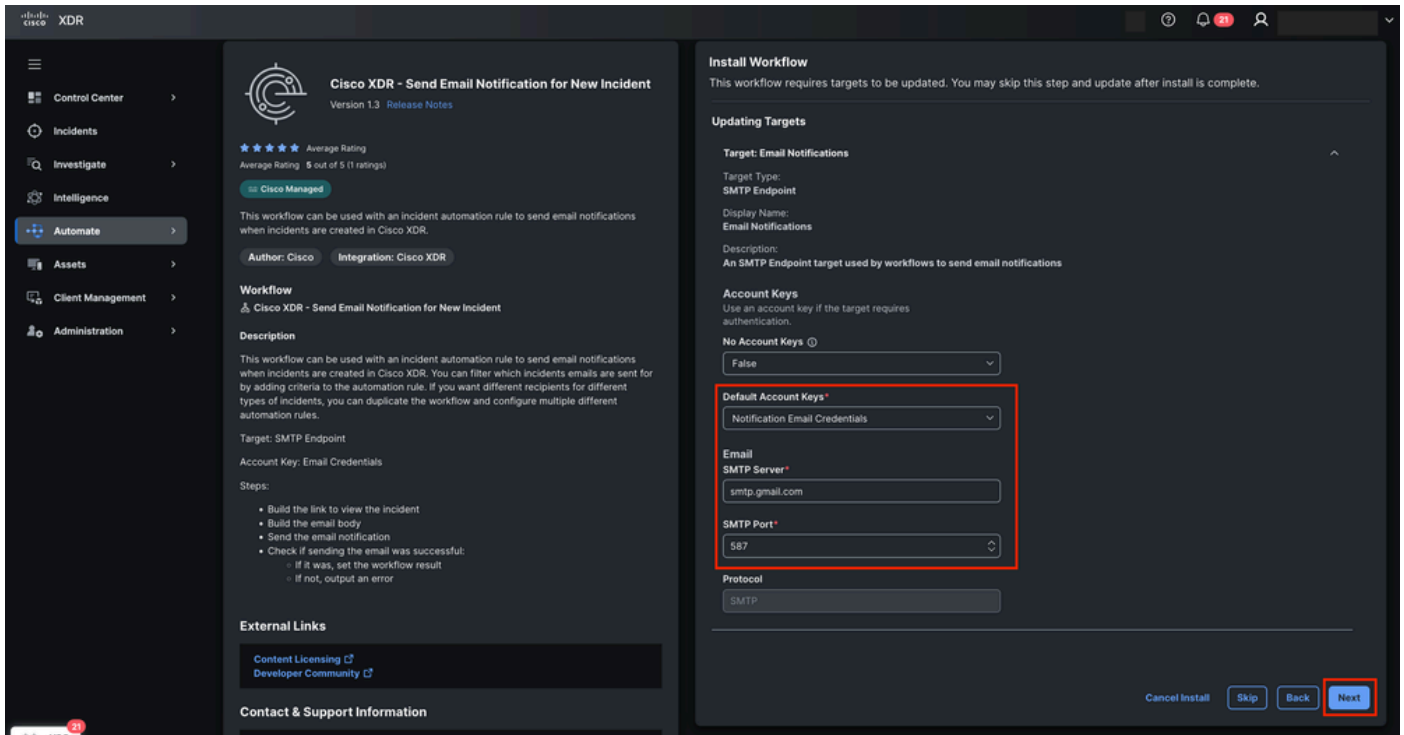 cisco XDR
21
Control Center
Incidents
Investigate
Intelligence
Automate
Assets
Client Management
Administration
21
Cisco XDR - Send Email Notification for New Incident
Version 1.3 Release Notes
Average Rating
Average Rating 5 out of 5 (1 ratings)
Cisco Managed
This workflow can be used with an incident automation rule to send email notifications
when incidents are created in Cisco XDR.
Author: Cisco Integration: Cisco XDR
Workflow
Cisco XDR - Send Email Notification for New Incident
Description
This workflow can be used with an incident automation rule to send email notifications
when incidents are created in Cisco XDR. You can filter which incidents emails are sent for
by adding criteria to the automation rule. If you want different recipients for different
types of incidents, you can duplicate the workflow and configure multiple different
automation rules.
Target: SMTP Endpoint
Account Key: Email Credentials
Steps:
• Build the link to view the incident
• Build the email body
• Send the email notification
• Check if sending the email was successful:
◦ If it was, set the workflow result
◦ If not, output an error
External Links
Content Licensing
Developer Community
Contact & Support Information
Install Workflow
This workflow requires targets to be updated. You may skip this step and update after install is complete.
Updating Targets
Target: Email Notifications
Target Type:
SMTP Endpoint
Display Name:
Email Notifications
Description:
An SMTP Endpoint target used by workflows to send email notifications
Account Keys
Use an account key if the target requires
authentication.
No Account Keys
False
Default Account Keys*
Notification Email Credentials
Email
SMTP Server*
smtp.gmail.com
SMTP Port*
587
Protocol
SMTP
Cancel Install Skip Back Next